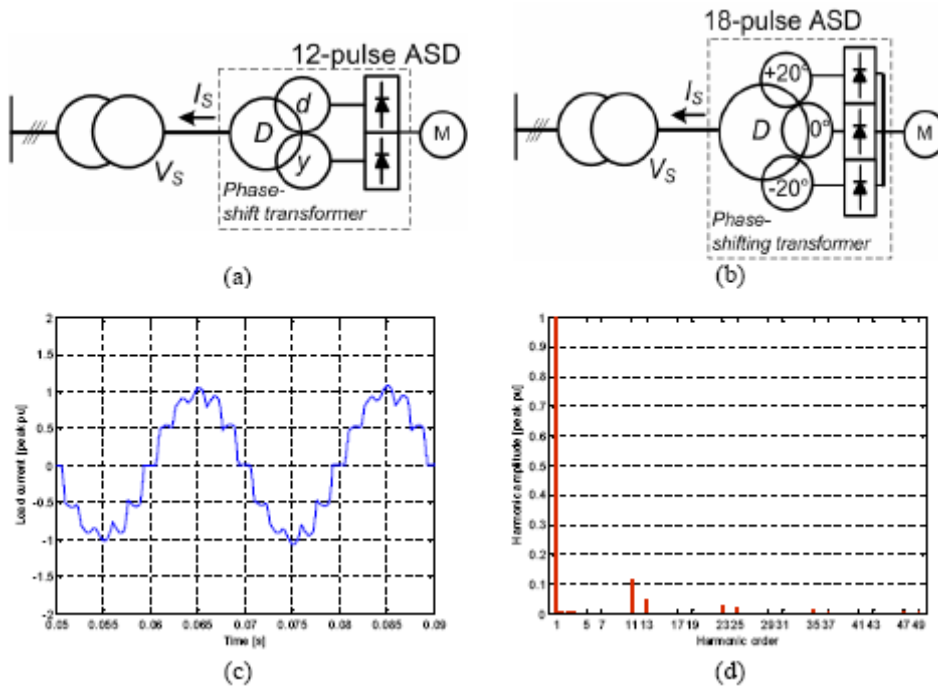 12-pulse ASD
I_S
D
d
y
V_S
M
Phase-
shift transformer
(a)
18-pulse ASD
I_S
D
+20°
0°
-20°
V_S
M
Phase-
shifting transformer
(b)
Load current [peak pu]
2
1.5
1
0.5
0
-0.5
-1
-1.5
-2
0.05 0.055 0.06 0.065 0.07 0.075 0.08 0.085 0.09
Time [s]
(c)
Harmonic amplitude [peak pu]
1
0.9
0.8
0.7
0.6
0.5
0.4
0.3
0.2
0.1
0
1 5 7 11 13 17 19 23 25 29 31 35 37 41 43 47 49
Harmonic order
(d)